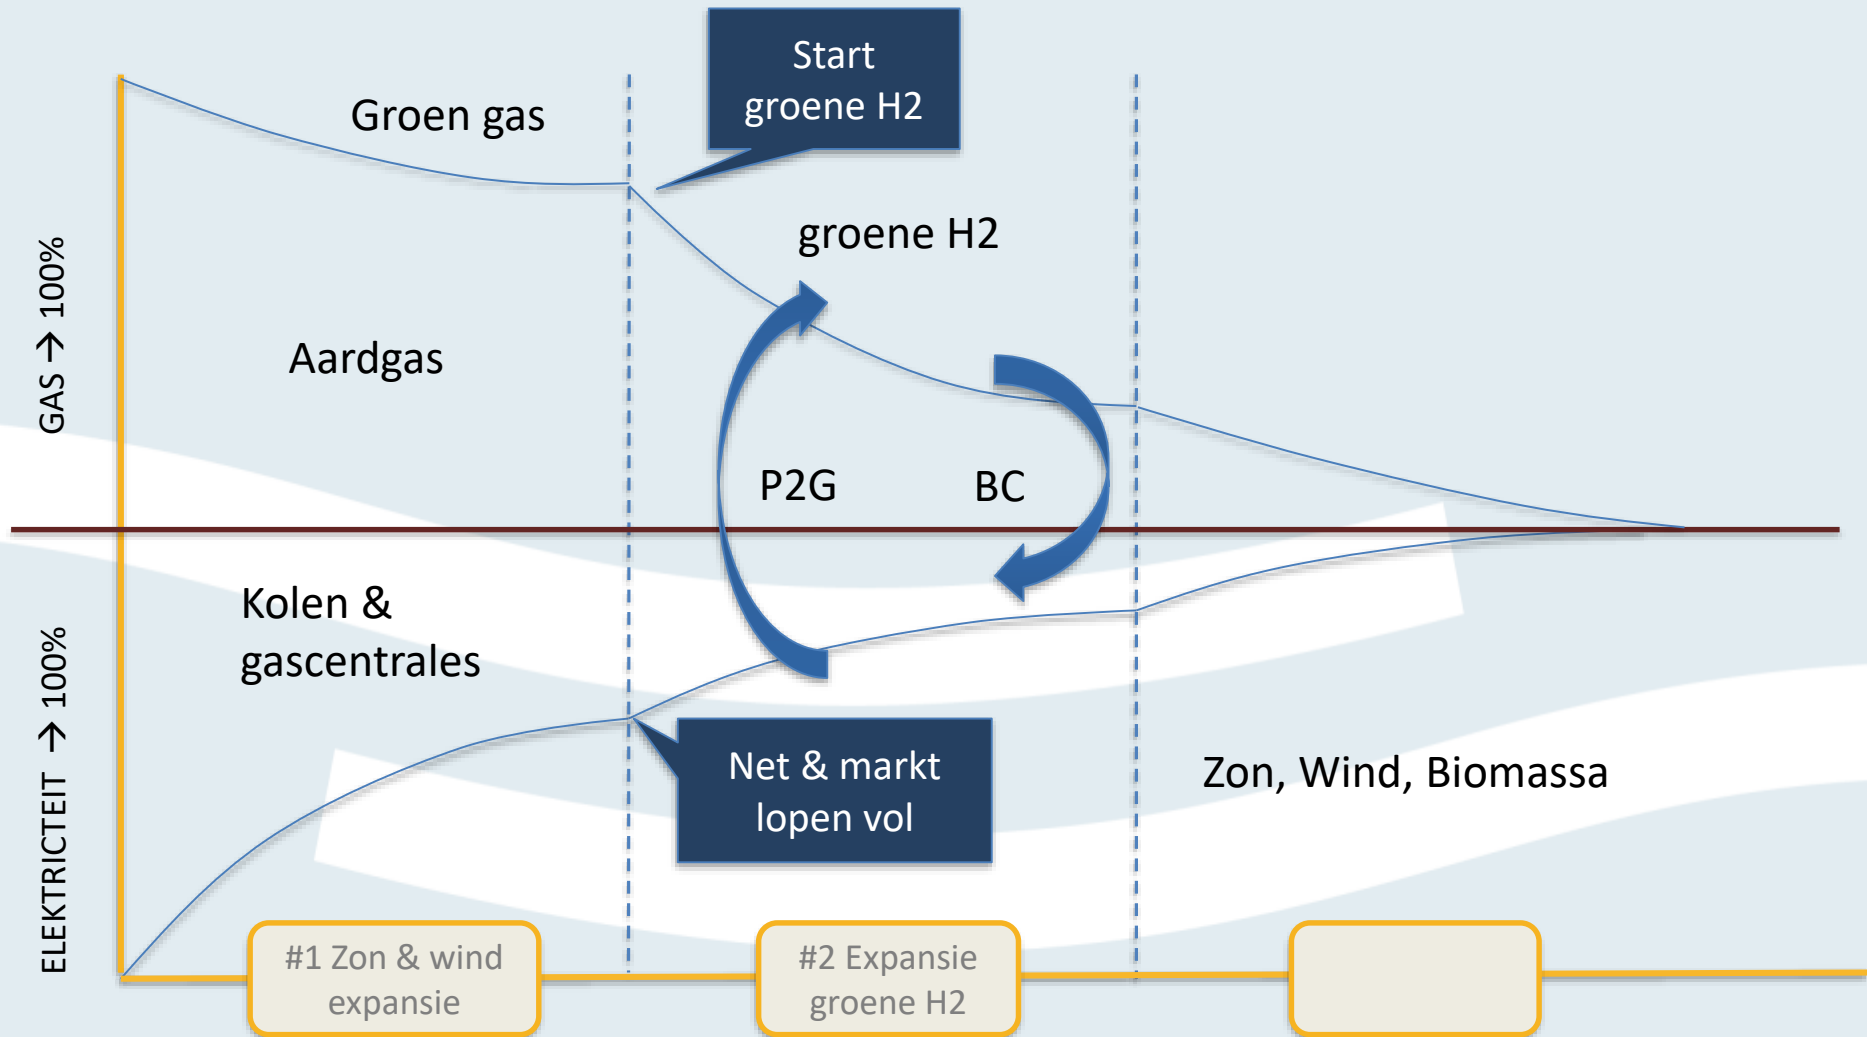 Start
groene H2
Groen gas
groene H2
GAS → 100%
Aardgas
P2G
BC
Kolen &
gascentrales
ELEKTRICTEIT → 100%
Net & markt
lopen vol
Zon, Wind, Biomassa
#1 Zon & wind
expansie
#2 Expansie
groene H2